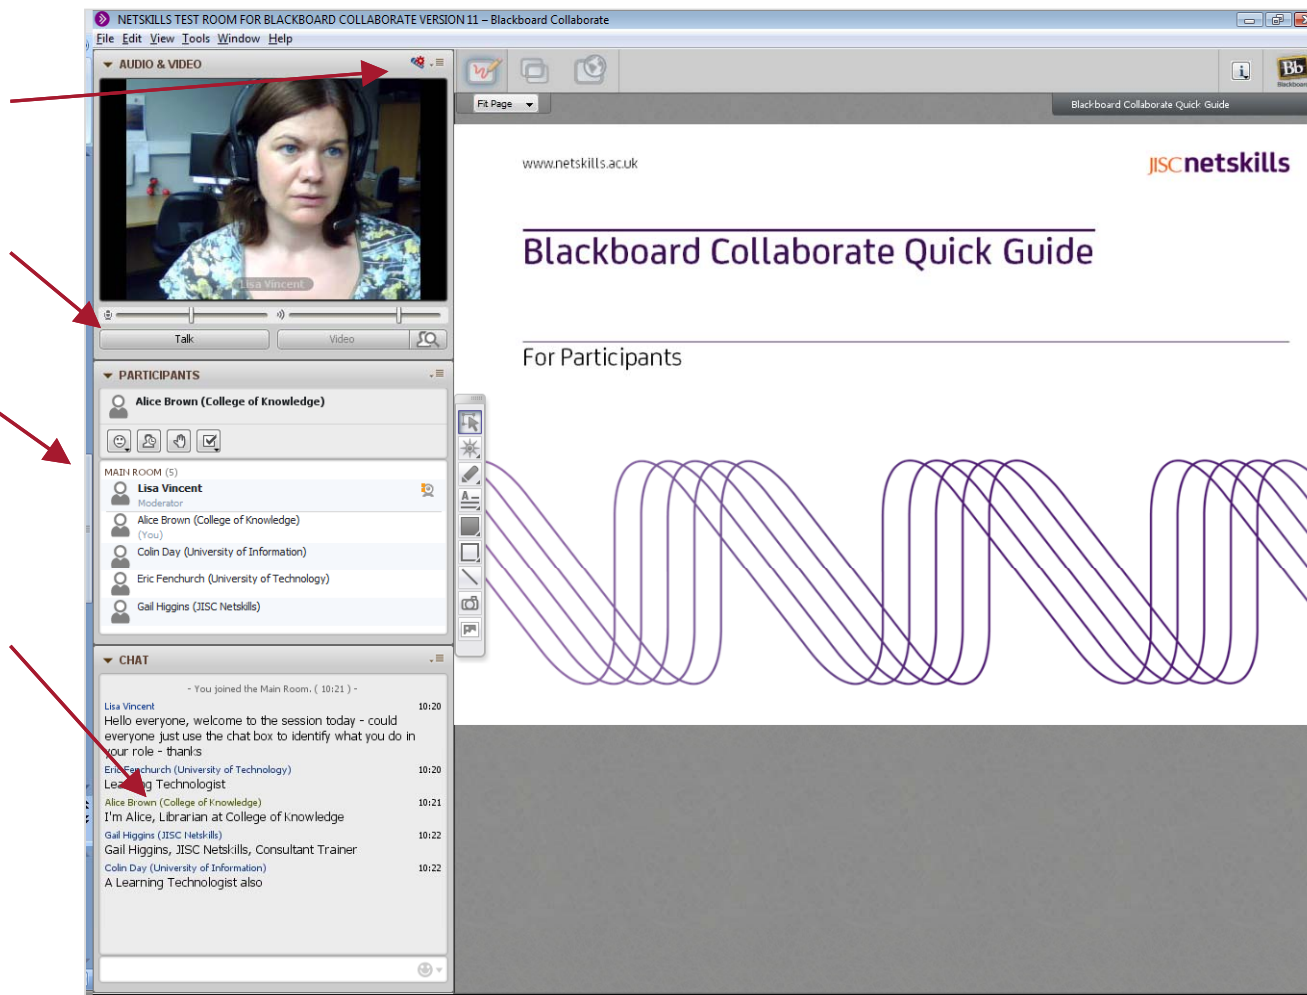 NETSKILLS TEST ROOM FOR BLACKBOARD COLLABORATE VERSION 11 – Blackboard Collaborate
File Edit View Tools Window Help
AUDIO & VIDEO
Lisa Vincent
Talk
Video
PARTICIPANTS
Alice Brown (College of Knowledge)
MAIN ROOM (5)
Lisa Vincent
Moderator
Alice Brown (College of Knowledge)
(You)
Colin Day (University of Information)
Eric Fenchurch (University of Technology)
Gail Higgins (JISC Netskills)
CHAT
- You joined the Main Room. ( 10:21 ) -
Lisa Vincent 10:20
Hello everyone, welcome to the session today - could
everyone just use the chat box to identify what you do in
your role - thanks
Eric Fenchurch (University of Technology) 10:20
Learning Technologist
Alice Brown (College of Knowledge) 10:21
I'm Alice, Librarian at College of Knowledge
Gail Higgins (JISC Netskills) 10:22
Gail Higgins, JISC Netskills, Consultant Trainer
Colin Day (University of Information) 10:22
A Learning Technologist also
Bb
Fit Page
Blackboard Collaborate Quick Guide
www.netskills.ac.uk
JISC netskills
Blackboard Collaborate Quick Guide
For Participants